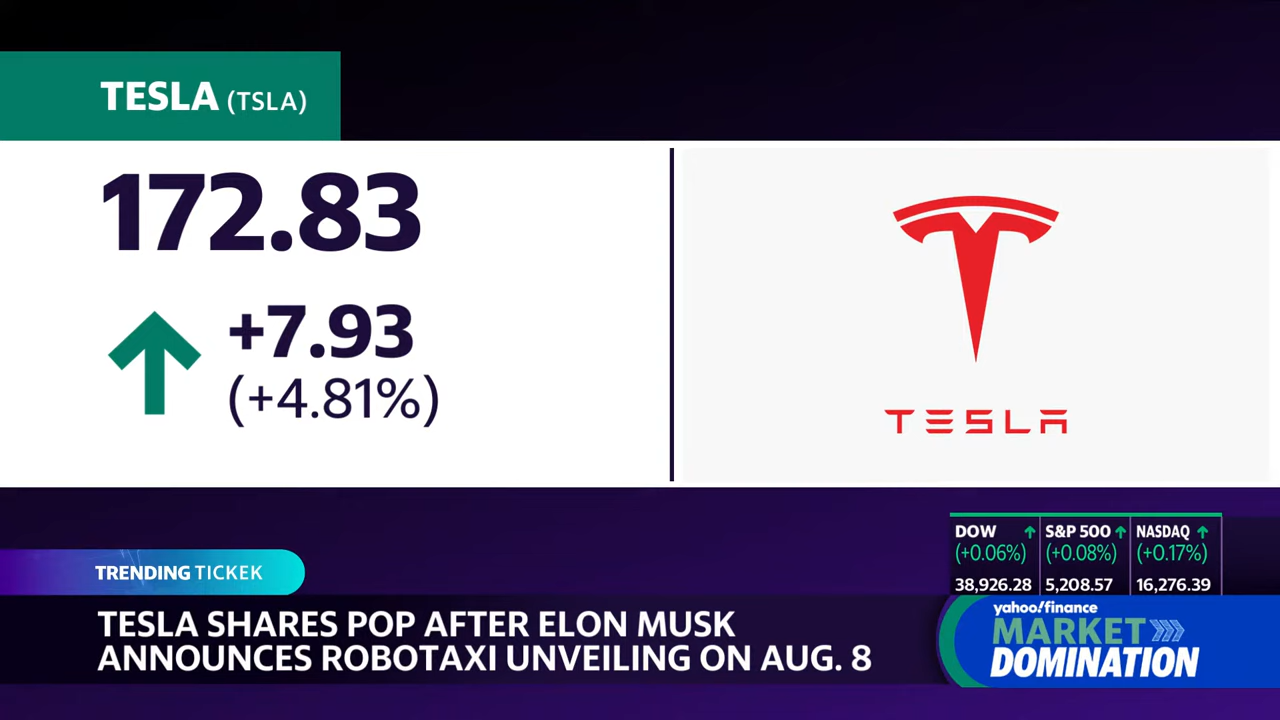 TESLA (TSLA)
172.83
+7.93
(+4.81%)
TESLA
DOW
(+0.06%)
38,926.28
S&P 500
(+0.08%)
5,208.57
NASDAQ
(+0.17%)
16,276.39
TRENDING TICKEK
TESLA SHARES POP AFTER ELON MUSK
ANNOUNCES ROBOTAXI UNVEILING ON AUG. 8
yahoo!finance
MARKET
DOMINATION